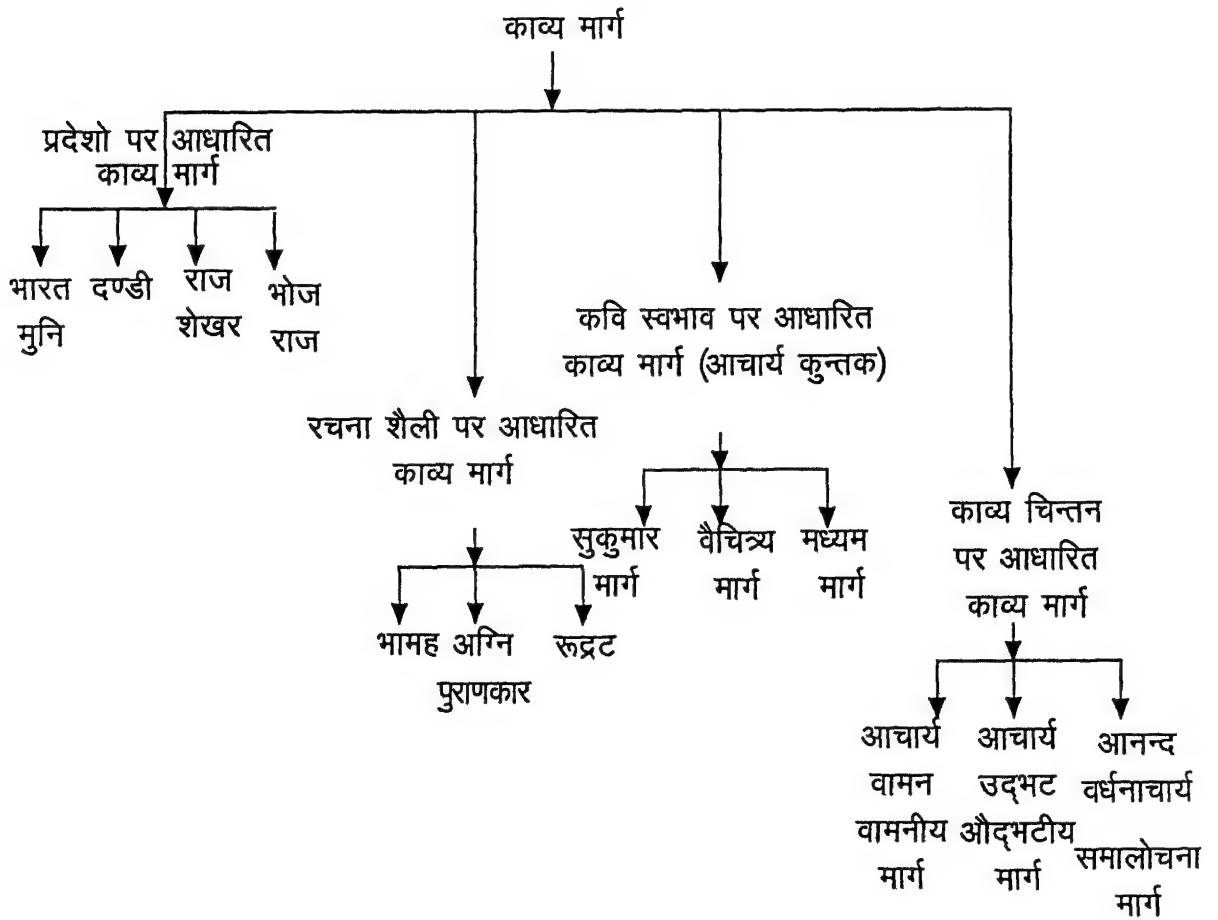 काव्य मार्ग
प्रदेशो पर आधारित
काव्य मार्ग
भारत
मुनि
दण्डी
राज
शेखर
भोज
राज
रचना शैली पर आधारित
काव्य मार्ग
भामह
अग्नि
पुराणकार
रूद्रट
कवि स्वभाव पर आधारित
काव्य मार्ग (आचार्य कुन्तक)
सुकुमार
मार्ग
वैचित्र्य
मार्ग
मध्यम
मार्ग
काव्य चिन्तन
पर आधारित
काव्य मार्ग
आचार्य
वामन
वामनीय
मार्ग
आचार्य
उद्‌भट
औद्‌भटीय
मार्ग
आनन्द
वर्धनाचार्य
समालोचना
मार्ग